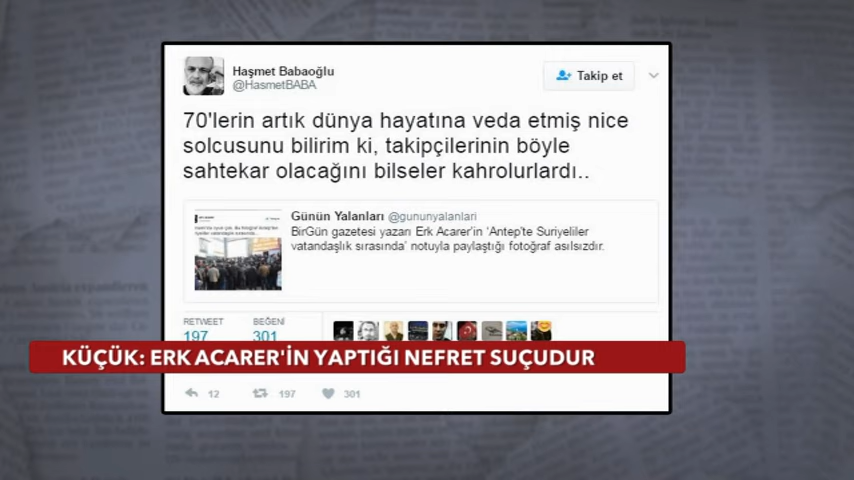 Haşmet Babaoğlu
@HasmetBABA
Takip et
70'lerin artık dünya hayatına veda etmiş nice
solcusunu bilirim ki, takipçilerinin böyle
sahtekar olacağını bilseler kahrolurlardı..
Günün Yalanları @gununyalanlari
BirGün gazetesi yazarı Erk Acarer'in 'Antep'te Suriyeliler
vatandaşlık sırasında' notuyla paylaştığı fotoğraf asılsızdır.
RETWEET BEĞENİ
197 301
KÜÇÜK: ERK ACARER'İN YAPTIĞI NEFRET SUÇUDUR
12 197 301